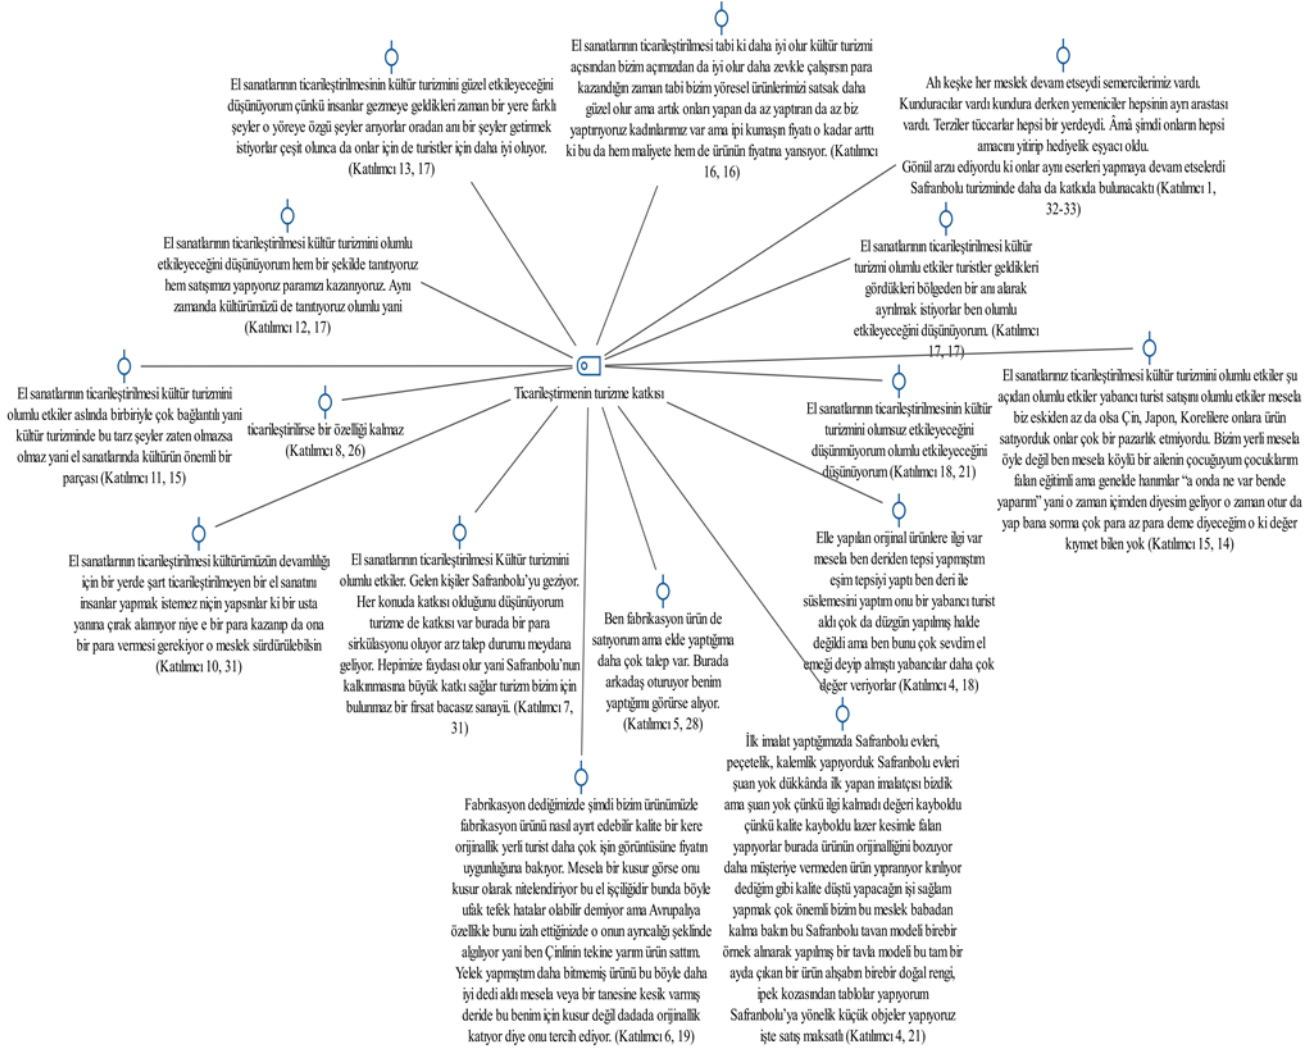 El sanatlarının ticarileştirilmesinin kültür turizmini güzel etkileyeceğini
düşünüyorum çünkü insanlar gezmeye geldikleri zaman bir yere farklı
şeyler o yöreye özgü şeyler arıyorlar oradan anı bir şeyler getirmek
istiyorlar çeşit olunca da onlar için de turistler için daha iyi oluyor.
(Katılımcı 13, 17)
El sanatlarının ticarileştirilmesi tabi ki daha iyi olur kültür turizmi
açısından bizim açımızdan da iyi olur daha zevkle çalışırsın para
kazandığın zaman tabi bizim yöresel ürünlerimizi satsak daha
güzel olur ama artık onları yapan da az yaptıran da az biz
yaptırıyoruz kadınlarımız var ama ipi kumaşın fiyatı o kadar arttı
ki bu da hem maliyete hem de ürünün fiyatına yansıyor. (Katılımcı
16, 16)
Ah keşke her meslek devam etseydi semercilerimiz vardı.
Kunduracılar vardı kundura derken yemeniciler hepsinin ayrı arastası
vardı. Terziler tüccarlar hepsi bir yerdeydi. Âmâ şimdi onların hepsi
amacını yitirip hediyelik eşyacı oldu.
Gönül arzu ediyordu ki onlar aynı eserleri yapmaya devam etselerdi
Safranbolu turizminde daha da katkıda bulunacaktı (Katılımcı 1,
32-33)
El sanatlarının ticarileştirilmesi kültür turizmini olumlu
etkileyeceğini düşünüyorum hem bir şekilde tanıtıyoruz
hem satışımızı yapıyoruz paramızı kazanıyoruz. Aynı
zamanda kültürümüzü de tanıtıyoruz olumlu yani
(Katılımcı 12, 17)
El sanatlarının ticarileştirilmesi kültür
turizmi olumlu etkiler turistler geldikleri
gördükleri bölgeden bir anı alarak
ayrılmak istiyorlar ben olumlu
etkileyeceğini düşünüyorum. (Katılımcı
17, 17)
Ticarileştirmenin turizme katkısı
El sanatlarının ticarileştirilmesi kültür turizmini
olumlu etkiler aslında birbiriyle çok bağlantılı yani
kültür turizminde bu tarz şeyler zaten olmazsa
olmaz yani el sanatlarında kültürün önemli bir
parçası (Katılımcı 11, 15)
ticarileştirilirse bir özelliği kalmaz
(Katılımcı 8, 26)
El sanatlarının ticarileştirilmesinin kültür
turizmini olumsuz etkileyeceğini
düşünmüyorum olumlu etkileyeceğini
düşünüyorum (Katılımcı 18, 21)
El sanatlarınız ticarileştirilmesi kültür turizmini olumlu etkiler şu
açıdan olumlu etkiler yabancı turist satışını olumlu etkiler mesela
biz eskiden az da olsa Çin, Japon, Korelilere onlara ürün
satıyorduk onlar çok bir pazarlık etmiyordu. Bizim yerli mesela
öyle değil ben mesela köylü bir ailenin çocuğuyum çocuklarım
falan eğitimli ama genelde hanımlar “a onda ne var bende
yaparım” yani o zaman içimden diyesim geliyor o zaman otur da
yap bana sorma çok para az para deme diyeceğim o ki değer
kıymet bilen yok (Katılımcı 15, 14)
El sanatlarının ticarileştirilmesi kültürümüzün devamlılığı
için bir yerde şart ticarileştirilmeyen bir el sanatını
insanlar yapmak istemez niçin yapsınlar ki bir usta
yanına çırak alamıyor niye e bir para kazanıp da ona
bir para vermesi gerekiyor o meslek sürdürülebilsin
(Katılımcı 10, 31)
El sanatlarının ticarileştirilmesi Kültür turizmini
olumlu etkiler. Gelen kişiler Safranbolu’yu geziyor.
Her konuda katkısı olduğunu düşünüyorum
turizme de katkısı var burada bir para
sirkülasyonu oluyor arz talep durumu meydana
geliyor. Hepimize faydası olur yani Safranbolu’nun
kalkınmasına büyük katkı sağlar turizm bizim için
bulunmaz bir fırsat bacasız sanayii. (Katılımcı 7,
31)
Ben fabrikasyon ürün de
satıyorum ama elde yaptığıma
daha çok talep var. Burada
arkadaş oturuyor benim
yaptığımı görürse alıyor.
(Katılımcı 5, 28)
Elle yapılan orijinal ürünlere ilgi var
mesela ben deriden tepsi yapmıştım
eşim tepsiyi yaptı ben deri ile
süslemesini yaptım onu bir yabancı turist
aldı çok da düzgün yapılmış halde
değildi ama ben bunu çok sevdim el
emeği deyip almıştı yabancılar daha çok
değer veriyorlar (Katılımcı 4, 18)
Fabrikasyon dediğimizde şimdi bizim ürünümüzle
fabrikasyon ürünü nasıl ayırt edebilir kalite bir kere
orijinallik yerli turist daha çok işin görüntüsüne fiyatın
uygunluğuna bakıyor. Mesela bir kusur görse onu
kusur olarak nitelendiriyor bu el işçiliğidir bunda böyle
ufak tefek hatalar olabilir demiyor ama Avrupalıya
özellikle bunu izah ettiğinizde o onun ayrıcalığı şeklinde
algılıyor yani ben Çinlinin tekine yarım ürün sattım.
Yelek yapmıştım daha bitmemiş ürünü bu böyle daha
iyi dedi aldı mesela veya bir tanesine kesik varmış
deride bu benim için kusur değil dadada orijinallik
katıyor diye onu tercih ediyor. (Katılımcı 6, 19)
İlk imalat yaptığımızda Safranbolu evleri,
peçetelik, kalemlik yapıyorduk Safranbolu evleri
şuan yok dükkânda ilk yapan imalatçısı bizdik
ama şuan yok çünkü ilgi kalmadı değeri kayboldu
çünkü kalite kayboldu lazer kesimle falan
yapıyorlar burada ürünün orijinalliğini bozuyor
daha müşteriye vermeden ürün yıpranıyor kırılıyor
dediğim gibi kalite düştü yapacağın işi sağlam
yapmak çok önemli bizim bu meslek babadan
kalma bakın bu Safranbolu tavan modeli birebir
örnek alınarak yapılmış bir tavla modeli bu tam bir
ayda çıkan bir ürün ahşabın birebir doğal rengi,
ipek kozasından tablolar yapıyorum
Safranbolu’ya yönelik küçük objeler yapıyoruz
işte satış maksatlı (Katılımcı 4, 21)